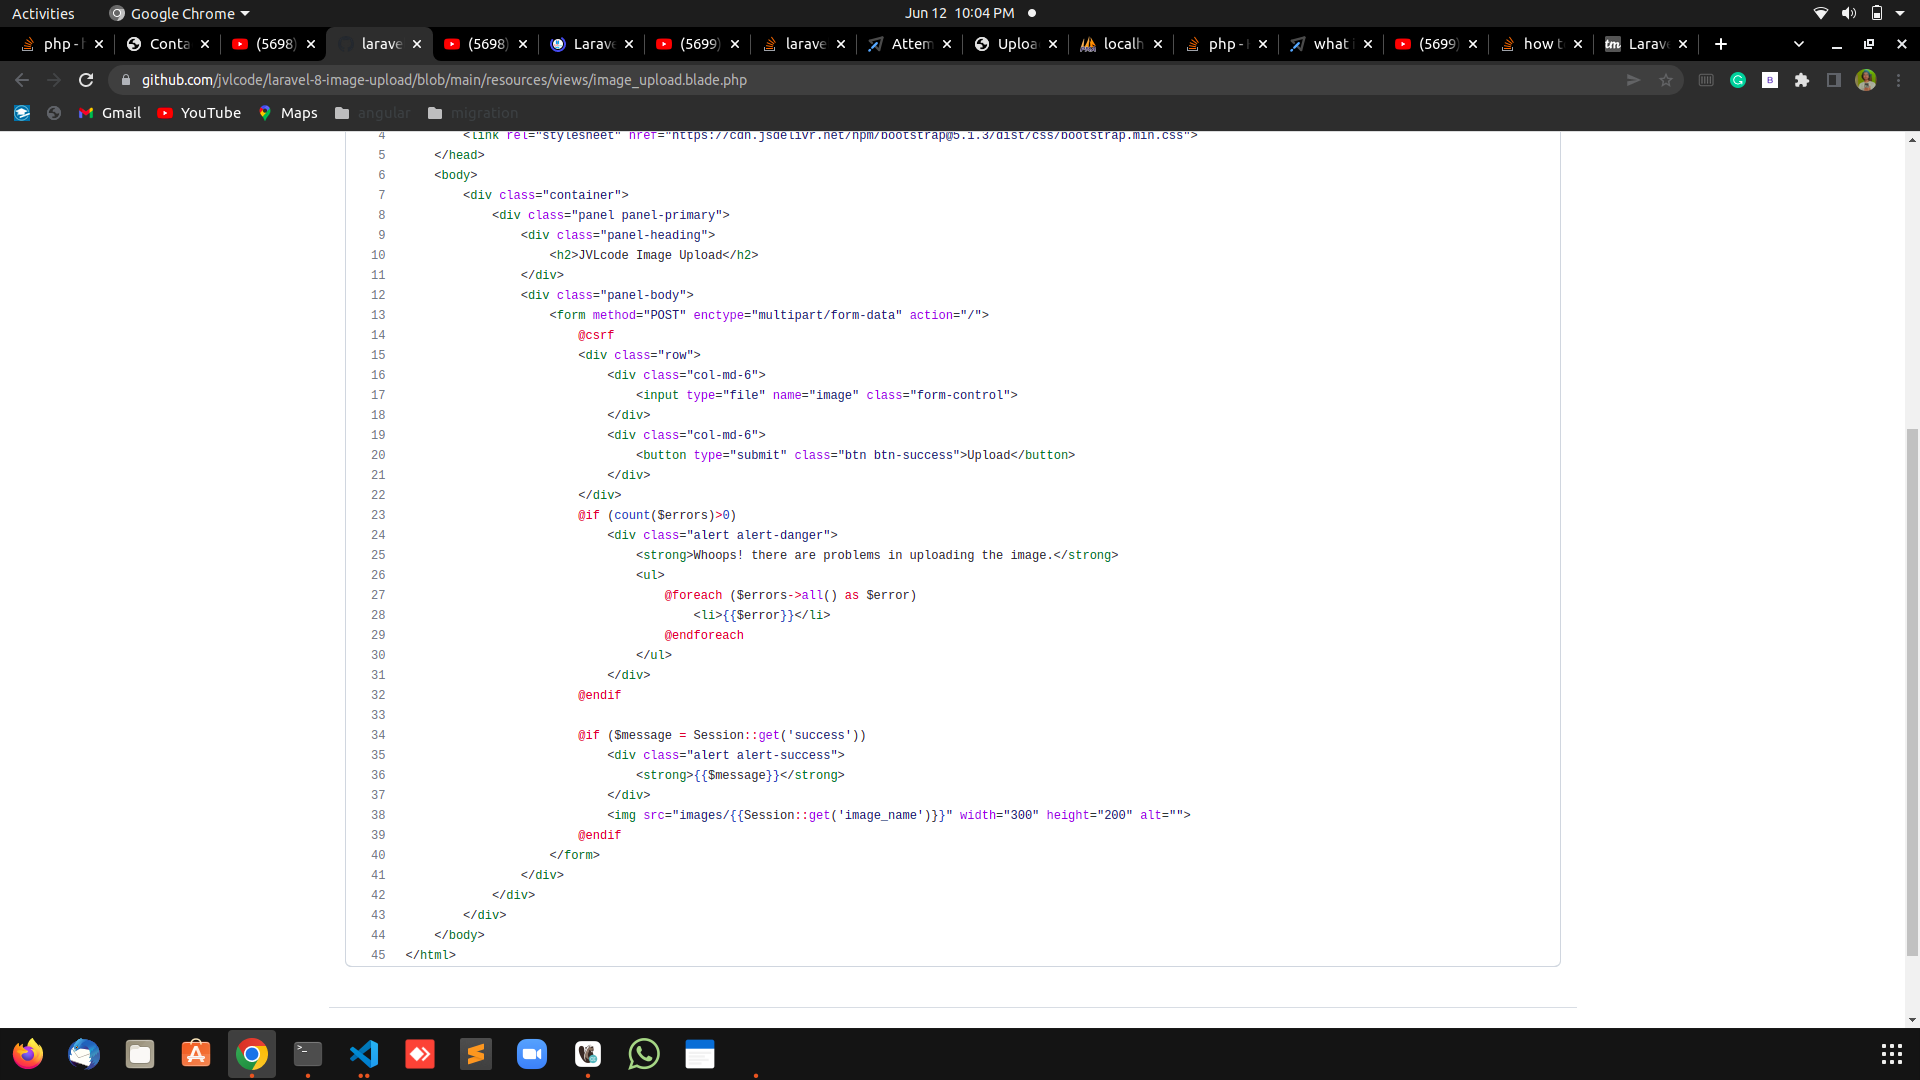 Activities Google Chrome Jun 12 10:04 PM
php - Conta (5698) larave (5698) Larave (5699) larave Attem Uploa localh php - what (5699) how t Larave
github.com/jvlcode/laravel-8-image-upload/blob/main/resources/views/image_upload.blade.php
Gmail YouTube Maps angular migration
4 <link rel="stylesheet" href="https://cdn.jsdelivr.net/npm/bootstrap@5.1.3/dist/css/bootstrap.min.css">
5 </head>
6 <body>
7 <div class="container">
8 <div class="panel panel-primary">
9 <div class="panel-heading">
10 <h2>JVLcode Image Upload</h2>
11 </div>
12 <div class="panel-body">
13 <form method="POST" enctype="multipart/form-data" action="/">
14 @csrf
15 <div class="row">
16 <div class="col-md-6">
17 <input type="file" name="image" class="form-control">
18 </div>
19 <div class="col-md-6">
20 <button type="submit" class="btn btn-success">Upload</button>
21 </div>
22 </div>
23 @if (count($errors)>0)
24 <div class="alert alert-danger">
25 <strong>Whoops! there are problems in uploading the image.</strong>
26 <ul>
27 @foreach ($errors->all() as $error)
28 <li>{{$error}}</li>
29 @endforeach
30 </ul>
31 </div>
32 @endif
33
34 @if ($message = Session::get('success'))
35 <div class="alert alert-success">
36 <strong>{{$message}}</strong>
37 </div>
38 <img src="images/{{Session::get('image_name')}}" width="300" height="200" alt="">
39 @endif
40 </form>
41 </div>
42 </div>
43 </div>
44 </body>
45 </html>